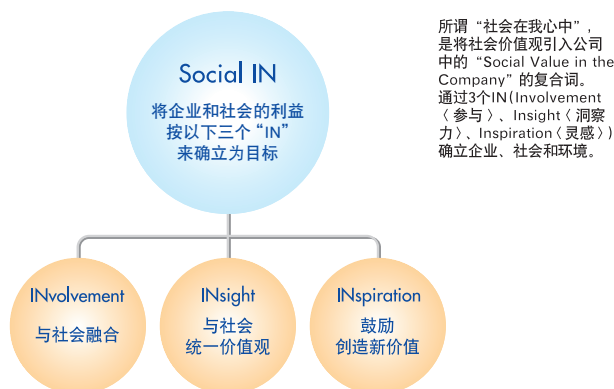 Social IN
将企业和社会的利益
按以下三个“IN”
来确立为目标
所谓“社会在我心中”，
是将社会价值观引入公司
中的“Social Value in the
Company”的复合词。
通过3个IN(Involvement
〈参与〉、Insight〈洞察
力〉、Inspiration〈灵感〉)
确立企业、社会和环境。
INvolvement
与社会融合
INsight
与社会
统一价值观
INspiration
鼓励
创造新价值